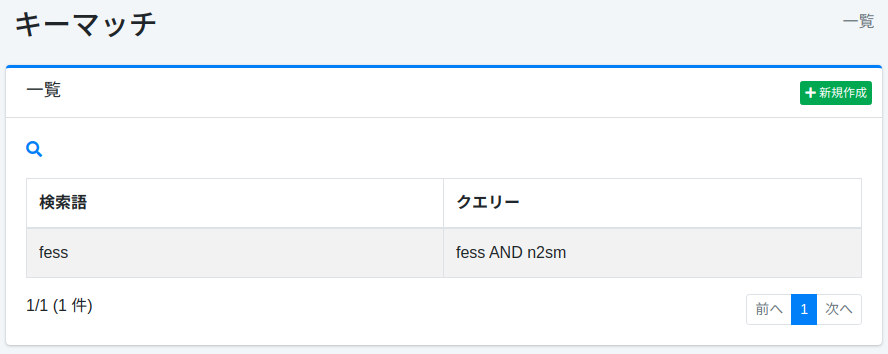 キーマッチ
一覧
一覧
新規作成
検索語 クエリー
fess fess AND n2sm
1/1 (1 件)
前へ 1 次へ